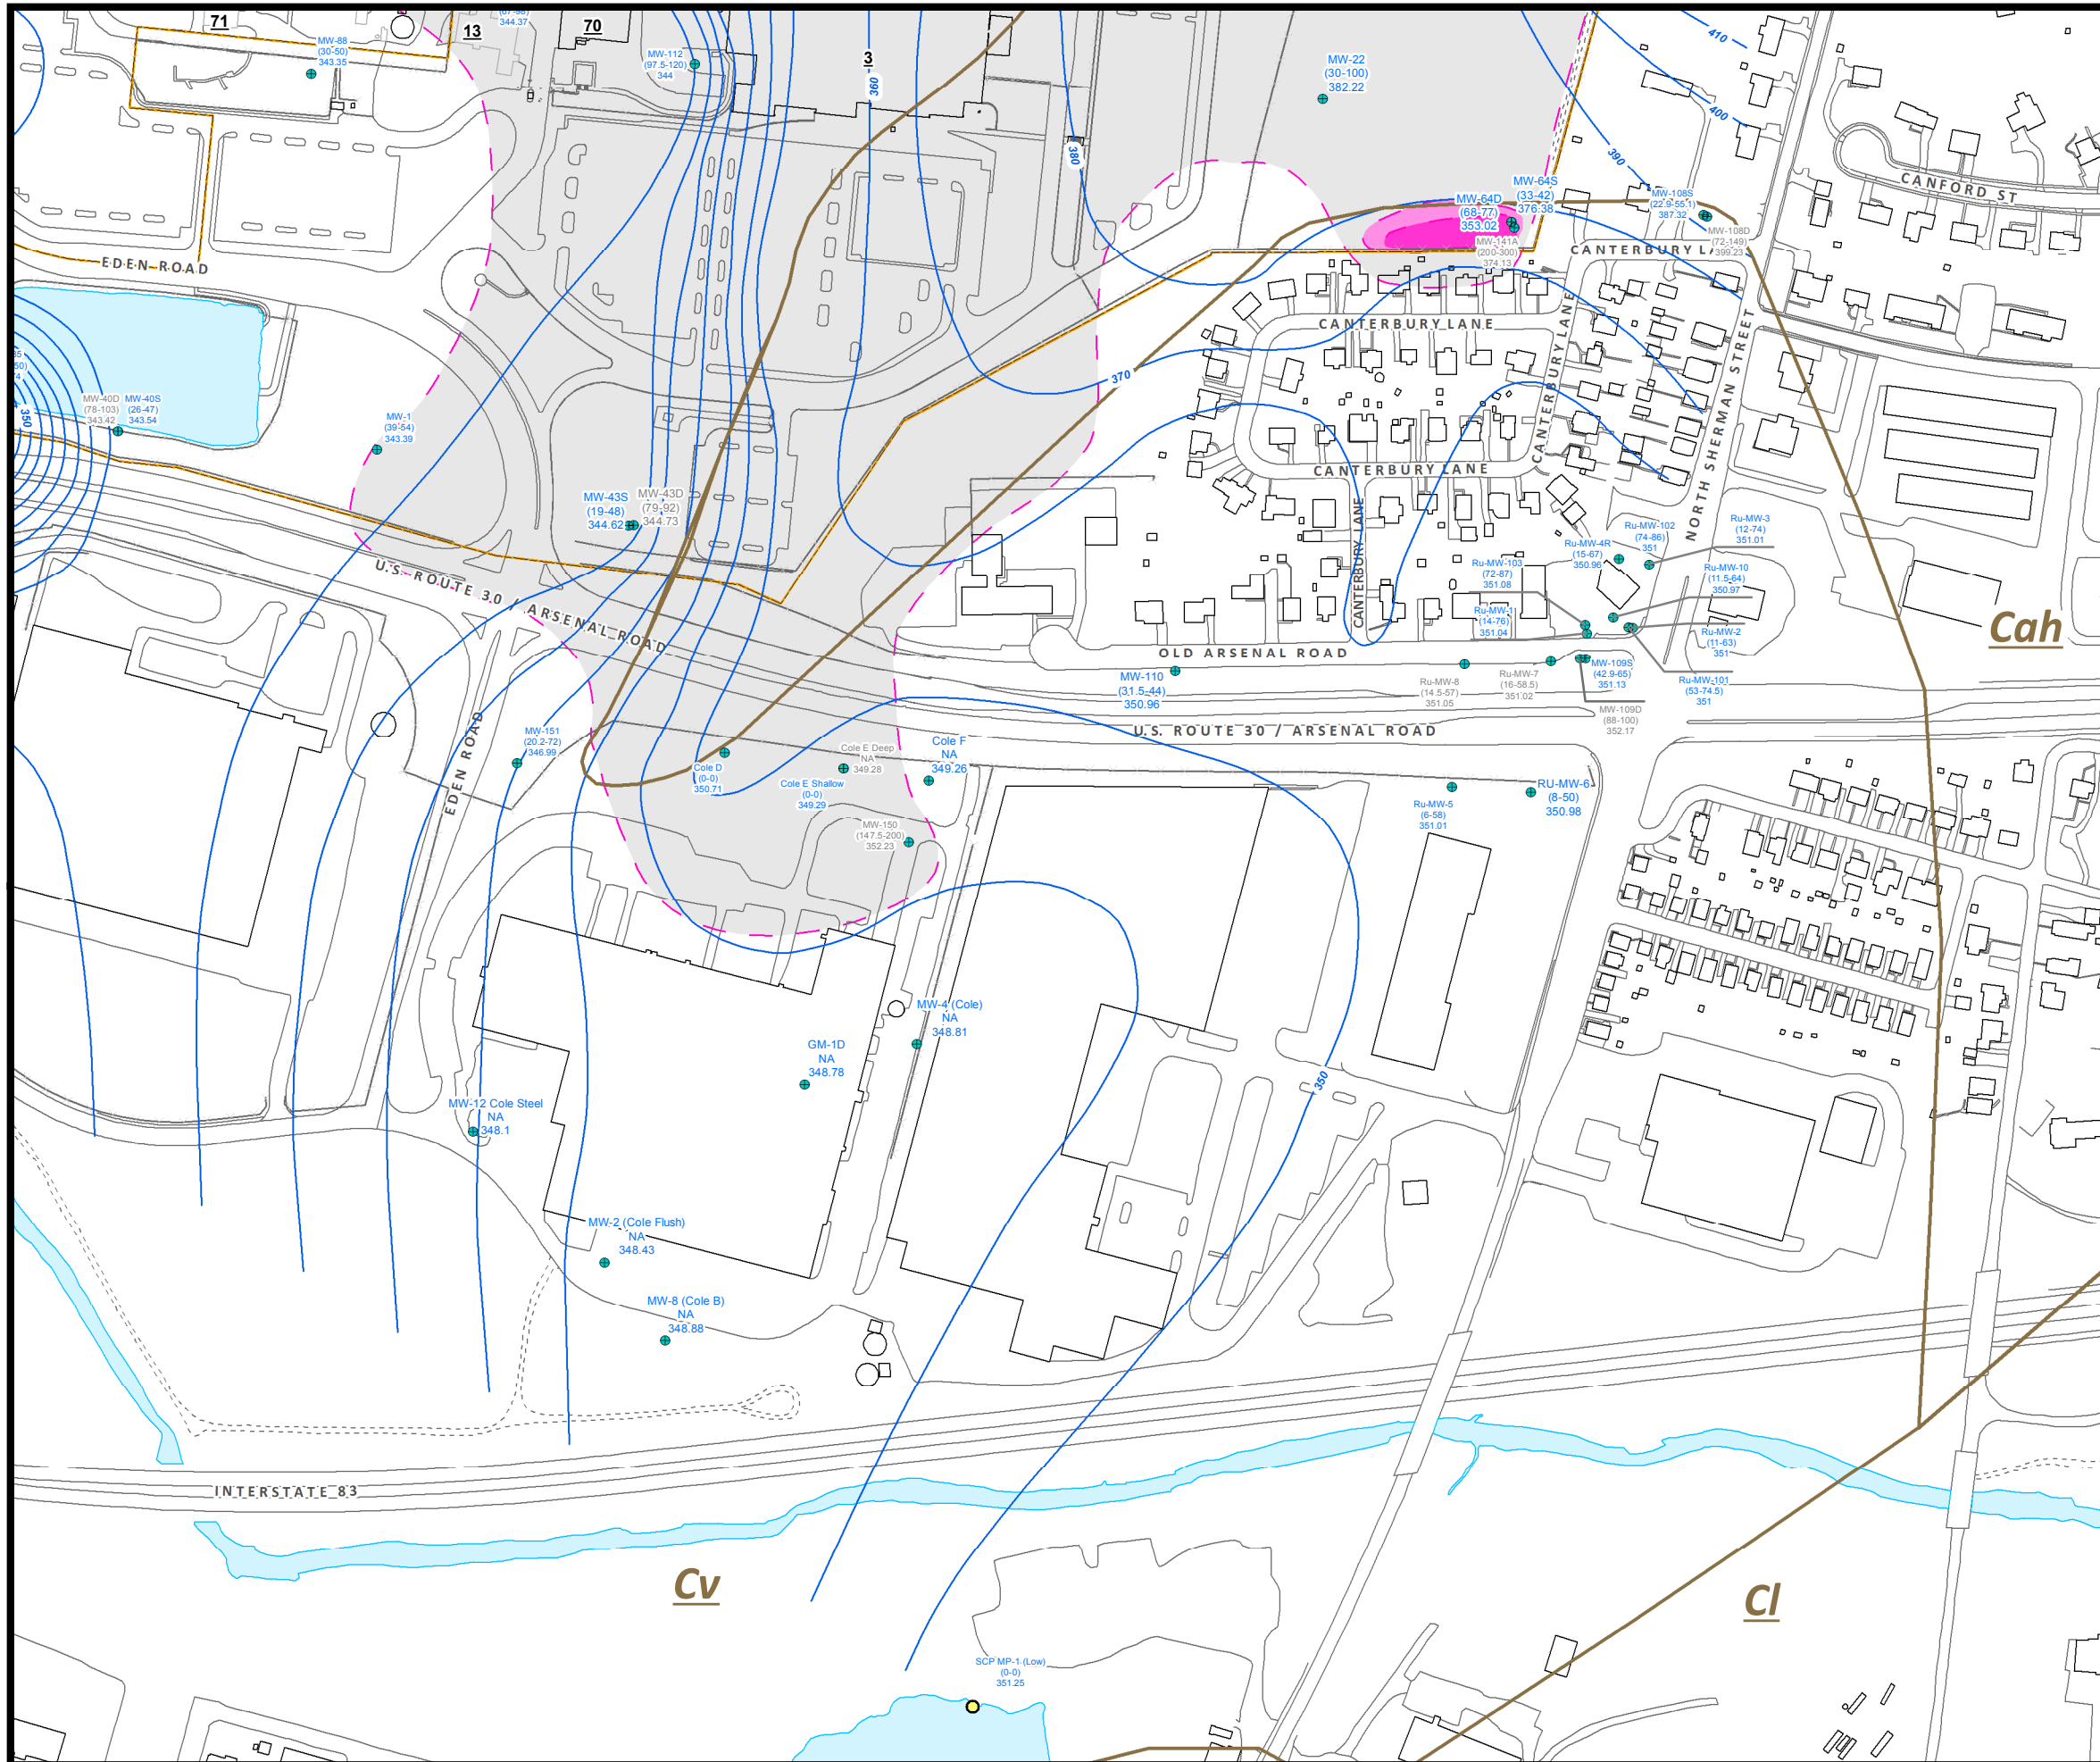 71
13
(67-98)
344.37
70
3
MW-88
(30-50)
343.35
MW-112
(97.5-120)
344
360
MW-22
(30-100)
382.22
410
400
390
380
CANFORD ST
MW-64S
(33-42)
376.38
MW-64D
(68-77)
353.02
MW-141A
(200-300)
374.13
MW-108S
(22.9-55.1)
387.32
MW-108D
(72-149)
399.23
CANTERBURY LA
EDEN ROAD
CANTERBURY LANE
CANTERBURY LANE
NORTH SHERMAN STREET
370
350
MW-40D
(78-103)
343.42
MW-40S
(26-47)
343.54
MW-1
(39-54)
343.39
CANTERBURY LANE
CANTERBURY LANE
MW-43S
(19-48)
344.62
MW-43D
(79-92)
344.73
U.S. ROUTE 30 / ARSENAL ROAD
Ru-MW-102
(74-86)
351
Ru-MW-3
(12-74)
351.01
Ru-MW-4R
(15-67)
350.96
Ru-MW-103
(72-87)
351.08
Ru-MW-10
(11.5-64)
350.97
Ru-MW-1
(14-76)
351.04
Ru-MW-2
(11-63)
351
Cah
OLD ARSENAL ROAD
MW-110
(31.5-44)
350.96
Ru-MW-8
(14.5-57)
351.05
Ru-MW-7
(16-58.5)
351.02
MW-109S
(42.9-65)
351.13
Ru-MW-101
(53-74.5)
351
MW-109D
(88-100)
352.17
U.S. ROUTE 30 / ARSENAL ROAD
EDEN ROAD
MW-151
(20.2-72)
346.99
Cole D
(0-0)
350.71
Cole E Deep
NA
349.28
Cole E Shallow
(0-0)
349.29
Cole F
NA
349.26
MW-150
(147.5-200)
352.23
Ru-MW-5
(6-58)
351.01
RU-MW-6
(8-50)
350.98
MW-4 (Cole)
NA
348.81
GM-1D
NA
348.78
350
MW-12 Cole Steel
NA
348.1
MW-2 (Cole Flush)
NA
348.43
MW-8 (Cole B)
NA
348.88
INTERSTATE 83
Cv
Cl
SCP MP-1 (Low)
(0-0)
351.25